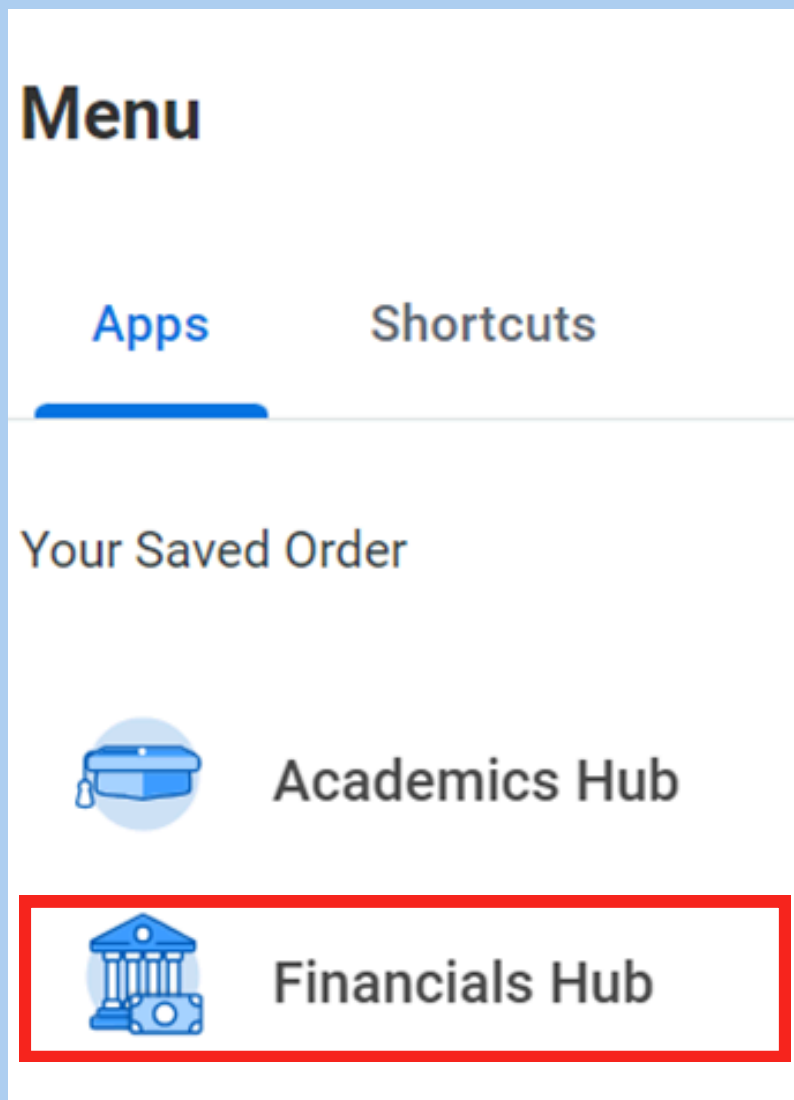 Menu
Apps Shortcuts
Your Saved Order
Academics Hub
Financials Hub